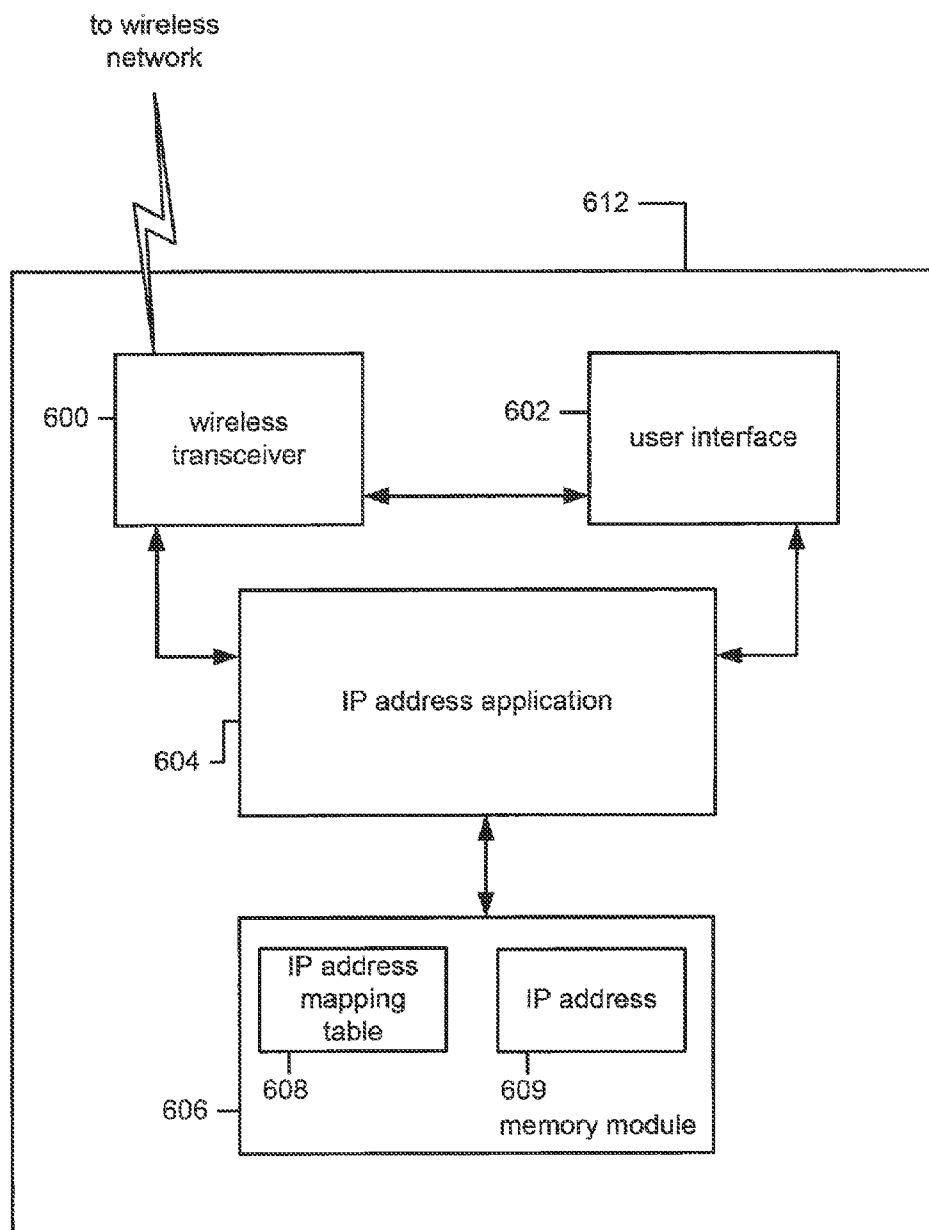 to wireless
network
612
600
wireless
transceiver
602
user interface
IP address application
604
IP address
mapping
table
IP address
608
609
606
memory module